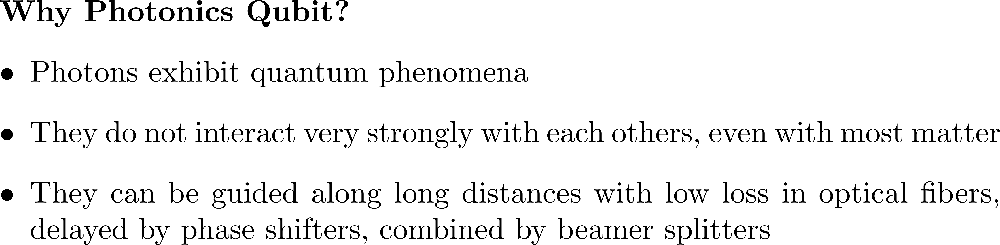 Why Photonics Qubit?
• Photons exhibit quantum phenomena
• They do not interact very strongly with each others, even with most matter
• They can be guided along long distances with low loss in optical fibers,
delayed by phase shifters, combined by beamer splitters